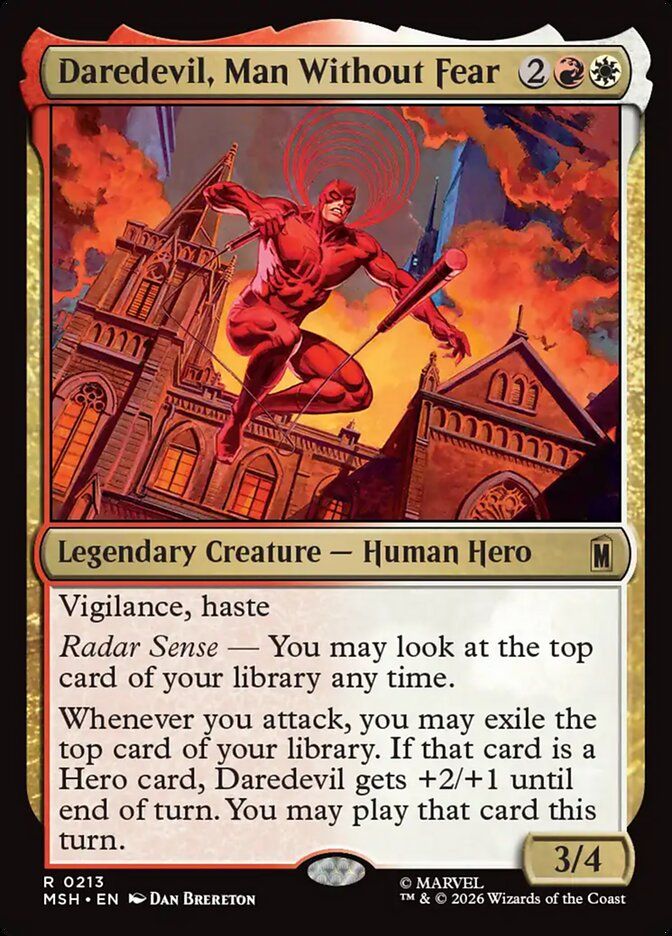 Daredevil, Man Without Fear 2
Legendary Creature — Human Hero M
Vigilance, haste
Radar Sense — You may look at the top
card of your library any time.
Whenever you attack, you may exile the
top card of your library. If that card is a
Hero card, Daredevil gets +2/+1 until
end of turn. You may play that card this
turn.
3/4
R 0213
MSH • EN Dan Brereton
© MARVEL
™ & © 2026 Wizards of the Coast